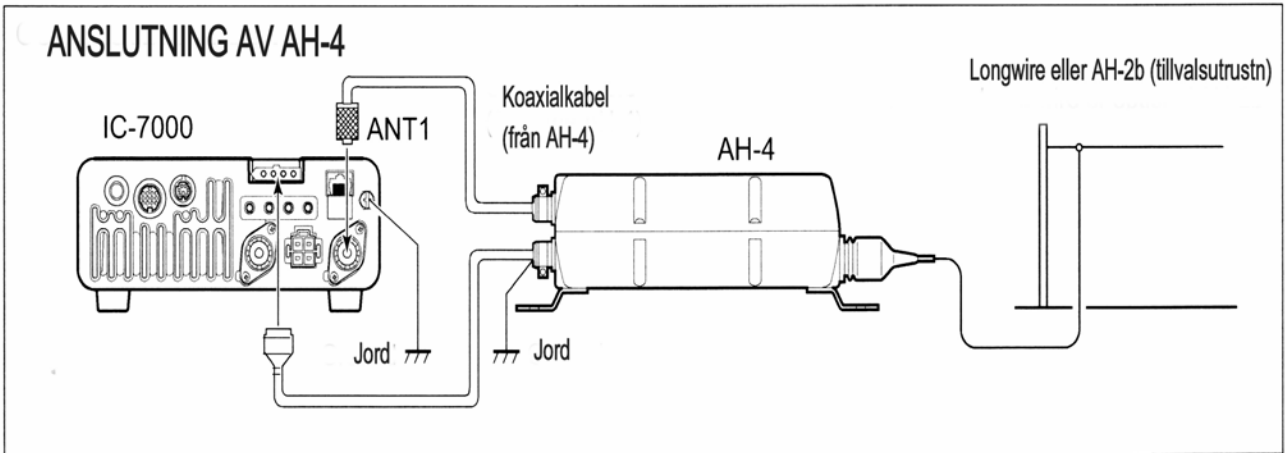 ANSLUTNING AV AH-4
Longwire eller AH-2b (tillvalsutrustn)
IC-7000
ANT1
Koaxialkabel
(från AH-4)
AH-4
Jord
Jord